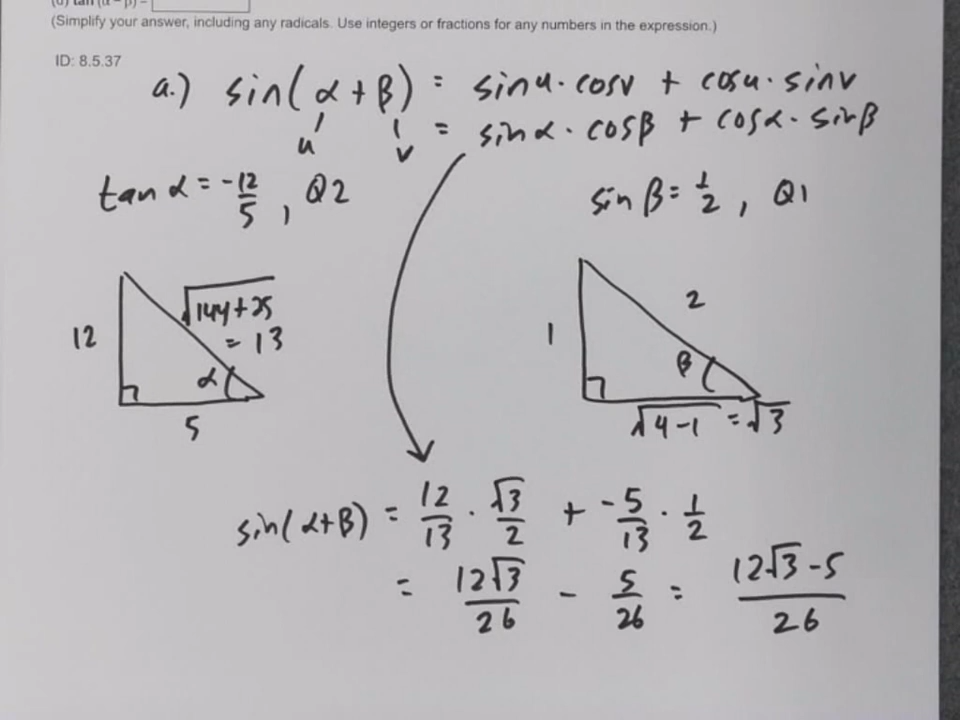 (d) tan (α − β) =
(Simplify your answer, including any radicals. Use integers or fractions for any numbers in the expression.)
ID: 8.5.37
a.) sin(α+β) = sinu·cosv + cosu·sinv
u v = sinα·cosβ + cosα·sinβ
tan α = -12/5, Q2
sin β = 1/2, Q1
12
√144+25
= 13
α
5
1
2
β
√4-1 = √3
sin(α+β) = 12/13 · √3/2 + -5/13 · 1/2
= 12√3/26 - 5/26 = 12√3-5/26